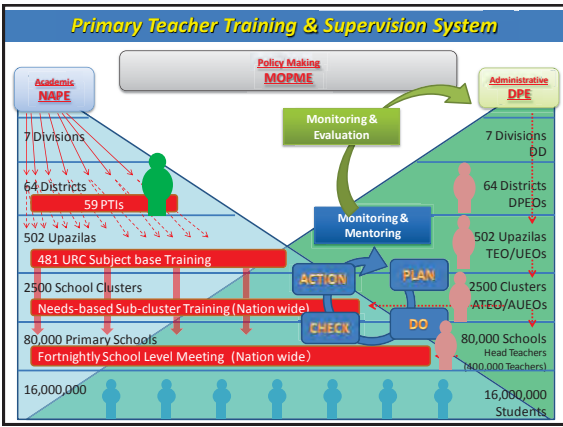 Primary Teacher Training & Supervision System
Policy Making
MOPME
Academic
NAPE
Administrative
DPE
Monitoring &
Evaluation
7 Divisions
7 Divisions
DD
64 Districts
59 PTIs
64 Districts
DPEOs
Monitoring &
Mentoring
502 Upazilas
481 URC Subject base Training
502 Upazilas
TEO/UEOs
ACTION
PLAN
2500 School Clusters
Needs-based Sub-cluster Training (Nation wide)
2500 Clusters
ATEO/AUEOs
CHECK
DO
80,000 Primary Schools
Fortnightly School Level Meeting (Nation wide)
80,000 Schools
Head Teachers
(400,000 Teachers)
16,000,000
16,000,000
Students